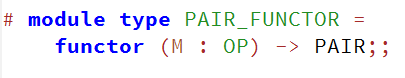 # module type PAIR_FUNCTOR =
functor (M : OP) -> PAIR;;